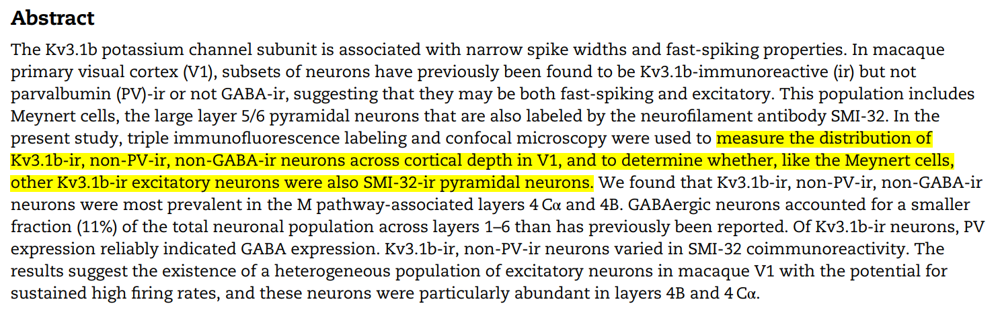 Abstract
The Kv3.1b potassium channel subunit is associated with narrow spike widths and fast-spiking properties. In macaque
primary visual cortex (V1), subsets of neurons have previously been found to be Kv3.1b-immunoreactive (ir) but not
parvalbumin (PV)-ir or not GABA-ir, suggesting that they may be both fast-spiking and excitatory. This population includes
Meynert cells, the large layer 5/6 pyramidal neurons that are also labeled by the neurofilament antibody SMI-32. In the
present study, triple immunofluorescence labeling and confocal microscopy were used to measure the distribution of
Kv3.1b-ir, non-PV-ir, non-GABA-ir neurons across cortical depth in V1, and to determine whether, like the Meynert cells,
other Kv3.1b-ir excitatory neurons were also SMI-32-ir pyramidal neurons. We found that Kv3.1b-ir, non-PV-ir, non-GABA-ir
neurons were most prevalent in the M pathway-associated layers 4 Cα and 4B. GABAergic neurons accounted for a smaller
fraction (11%) of the total neuronal population across layers 1–6 than has previously been reported. Of Kv3.1b-ir neurons, PV
expression reliably indicated GABA expression. Kv3.1b-ir, non-PV-ir neurons varied in SMI-32 coimmunoreactivity. The
results suggest the existence of a heterogeneous population of excitatory neurons in macaque V1 with the potential for
sustained high firing rates, and these neurons were particularly abundant in layers 4B and 4 Cα.